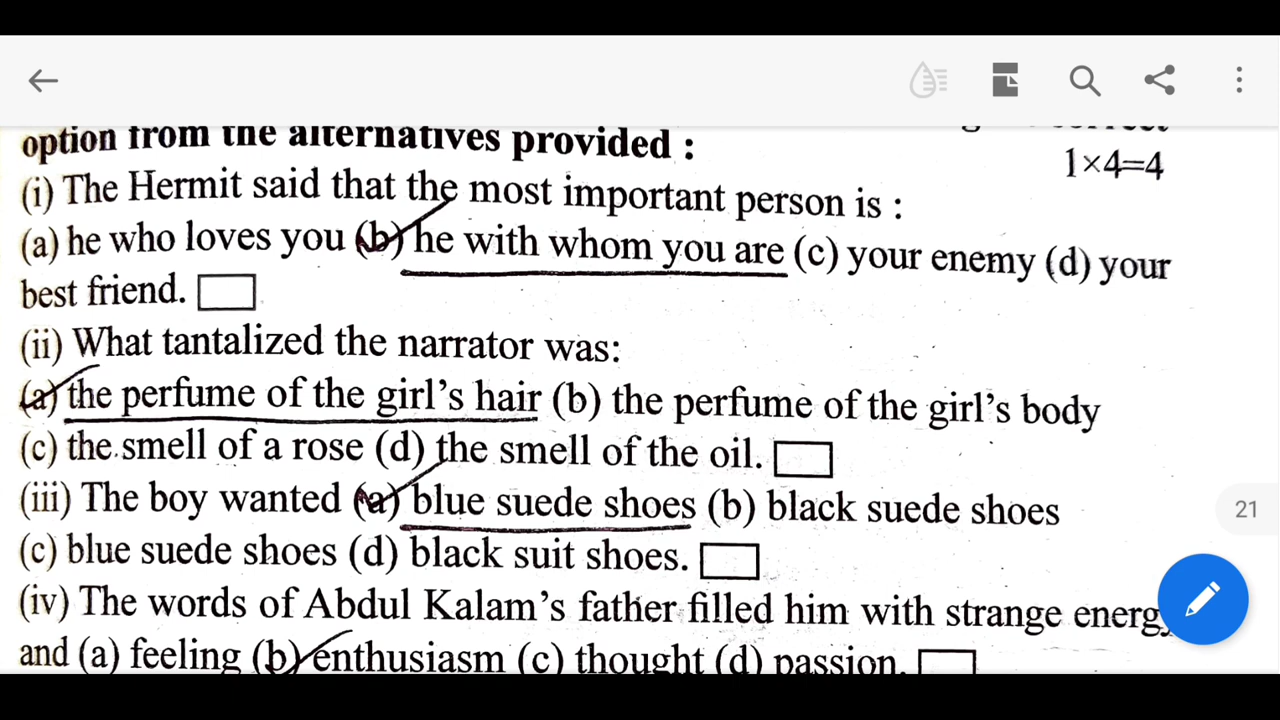 option from the alternatives provided :
1×4=4
(i) The Hermit said that the most important person is :
(a) he who loves you (b) he with whom you are (c) your enemy (d) your
best friend.
(ii) What tantalized the narrator was:
(a) the perfume of the girl's hair (b) the perfume of the girl's body
(c) the smell of a rose (d) the smell of the oil.
(iii) The boy wanted (a) blue suede shoes (b) black suede shoes
(c) blue suede shoes (d) black suit shoes.
21
(iv) The words of Abdul Kalam's father filled him with strange energy
and (a) feeling (b) enthusiasm (c) thought (d) passion.